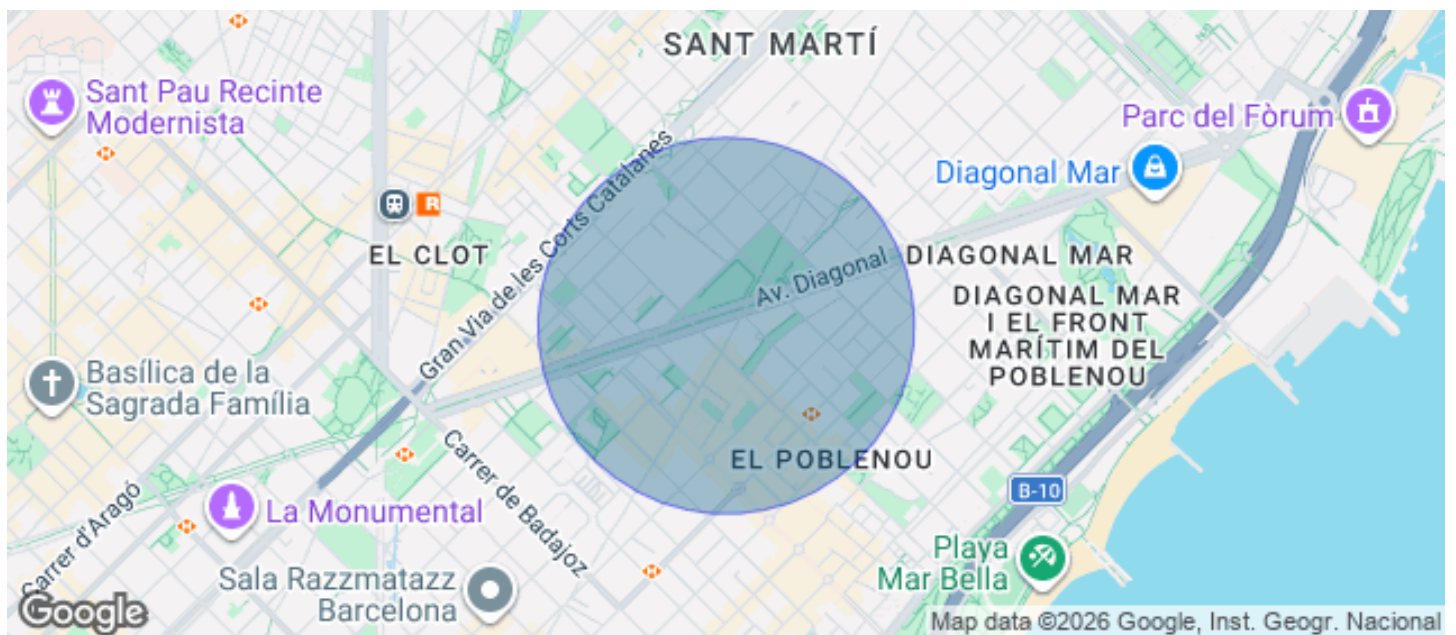 SANT MARTÍ
Sant Pau Recinte
Modernista
Parc del Fòrum
Diagonal Mar
R
Gran Via de les Corts Catalanes
EL CLOT
Av. Diagonal
DIAGONAL MAR
DIAGONAL MAR
I EL FRONT
MARÍTIM DEL
POBLENOU
Basílica de la
Sagrada Família
Carrer de Badajoz
EL POBLENOU
B-10
Carrer d'Aragó
La Monumental
Playa
Mar Bella
Sala Razzmatazz
Barcelona
Google
Map data ©2026 Google, Inst. Geogr. Nacional